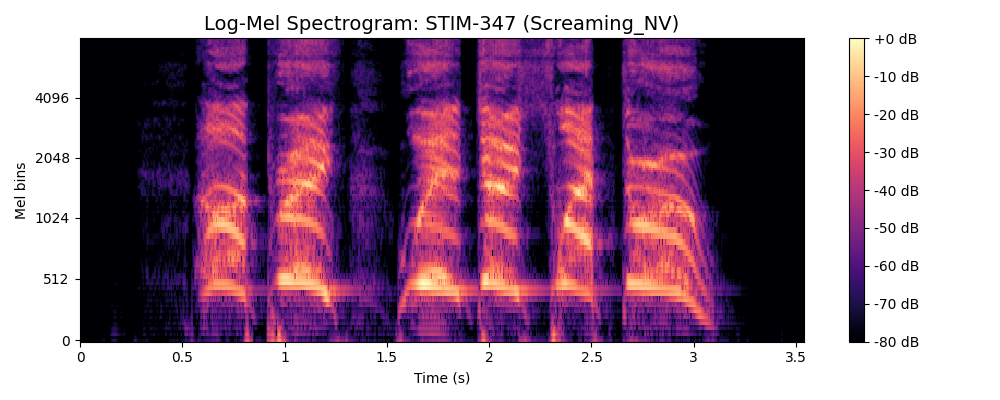 Log-Mel Spectrogram: STIM-347 (Screaming_NV)
Mel bins
4096
2048
1024
512
0
0
0.5
1
1.5
2
2.5
3
3.5
Time (s)
+0 dB
-10 dB
-20 dB
-30 dB
-40 dB
-50 dB
-60 dB
-70 dB
-80 dB